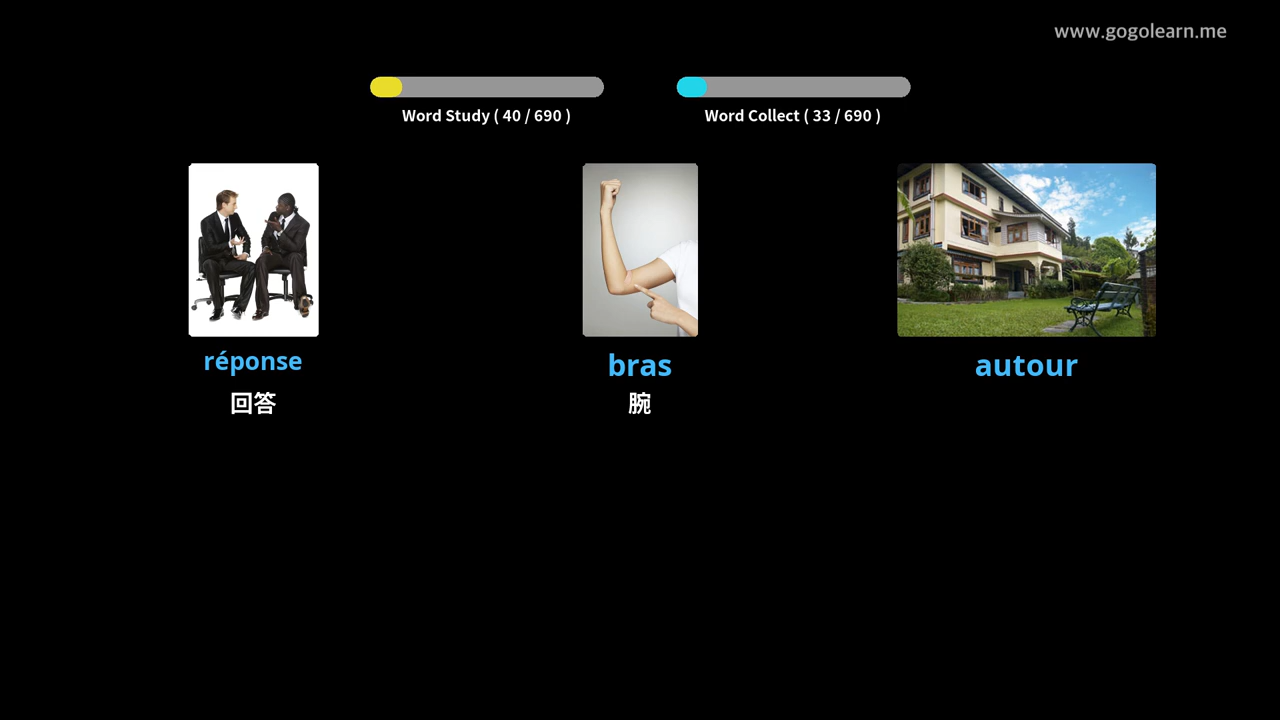 www.gogolearn.me
Word Study ( 40 / 690 )
Word Collect ( 33 / 690 )
réponse
bras
autour
回答
腕